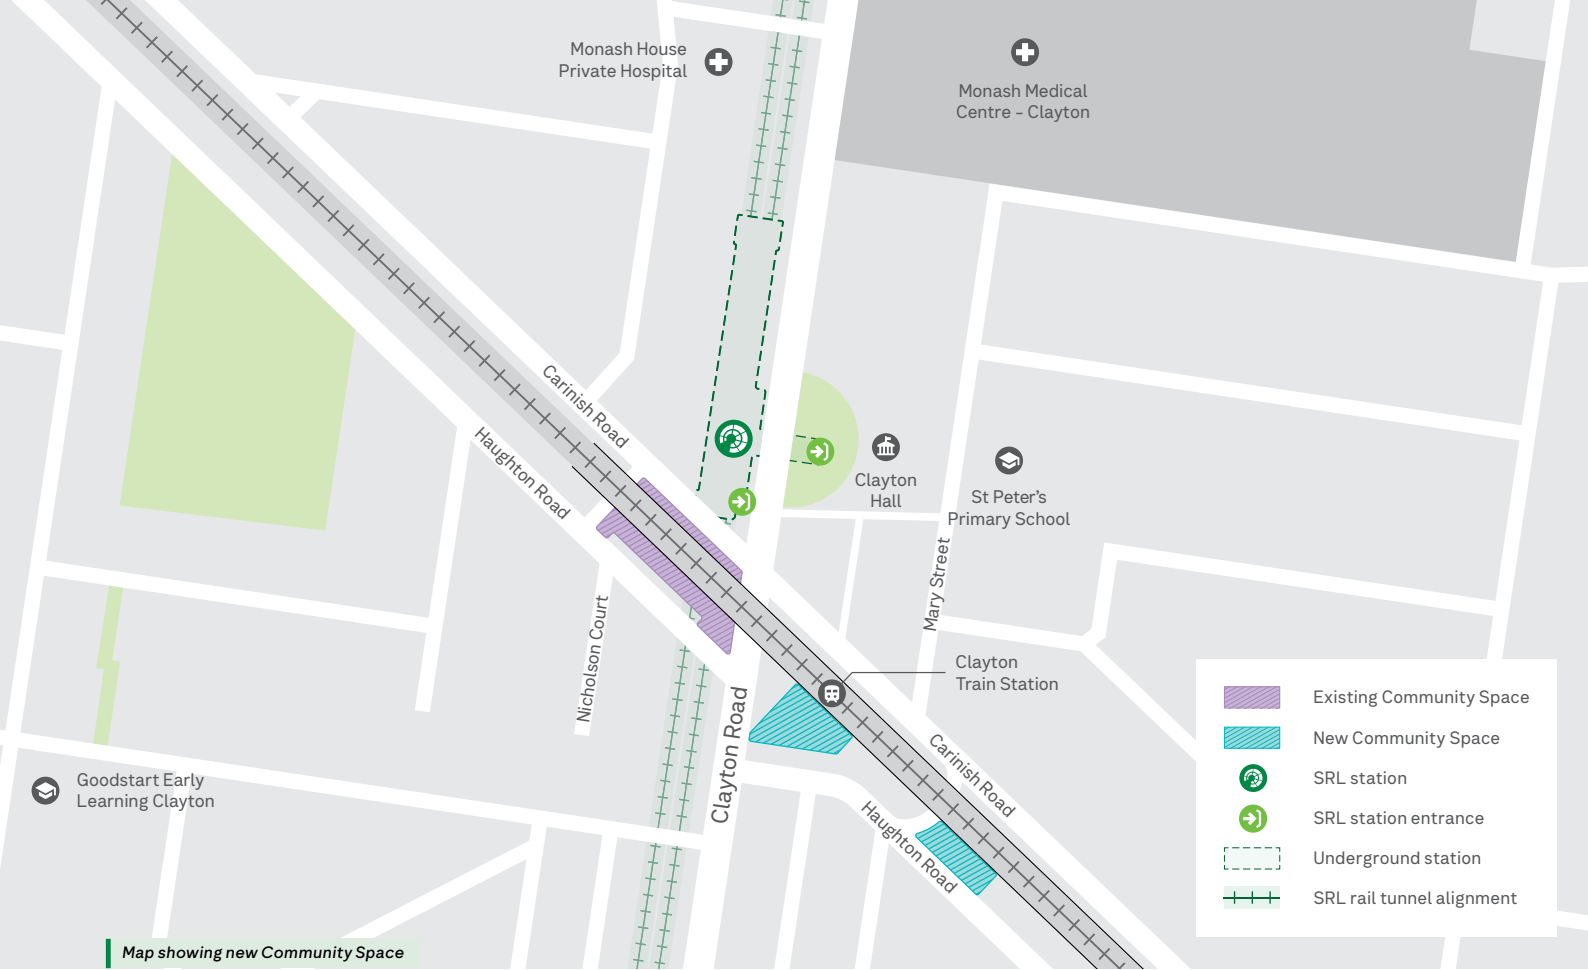 Monash House
Private Hospital
Monash Medical
Centre - Clayton
Carinish Road
Haughton Road
Clayton
Hall
St Peter's
Primary School
Mary Street
Nicholson Court
Clayton
Train Station
Clayton Road
Carinish Road
Haughton Road
Goodstart Early
Learning Clayton
Existing Community Space
New Community Space
SRL station
SRL station entrance
Underground station
SRL rail tunnel alignment
Map showing new Community Space